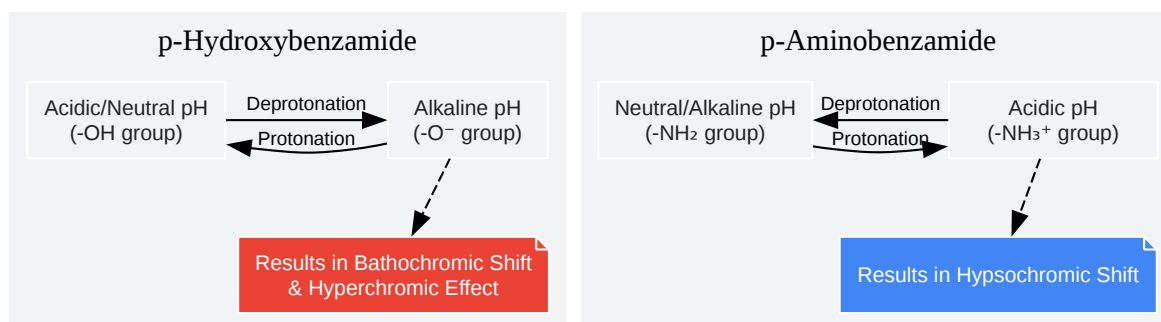 p-Hydroxybenzamide
Acidic/Neutral pH
(-OH group)
Deprotonation
Protonation
Alkaline pH
(-O⁻ group)
Results in Bathochromic Shift
& Hyperchromic Effect
p-Aminobenzamide
Neutral/Alkaline pH
(-NH₂ group)
Deprotonation
Protonation
Acidic pH
(-NH₃⁺ group)
Results in Hypsochromic Shift